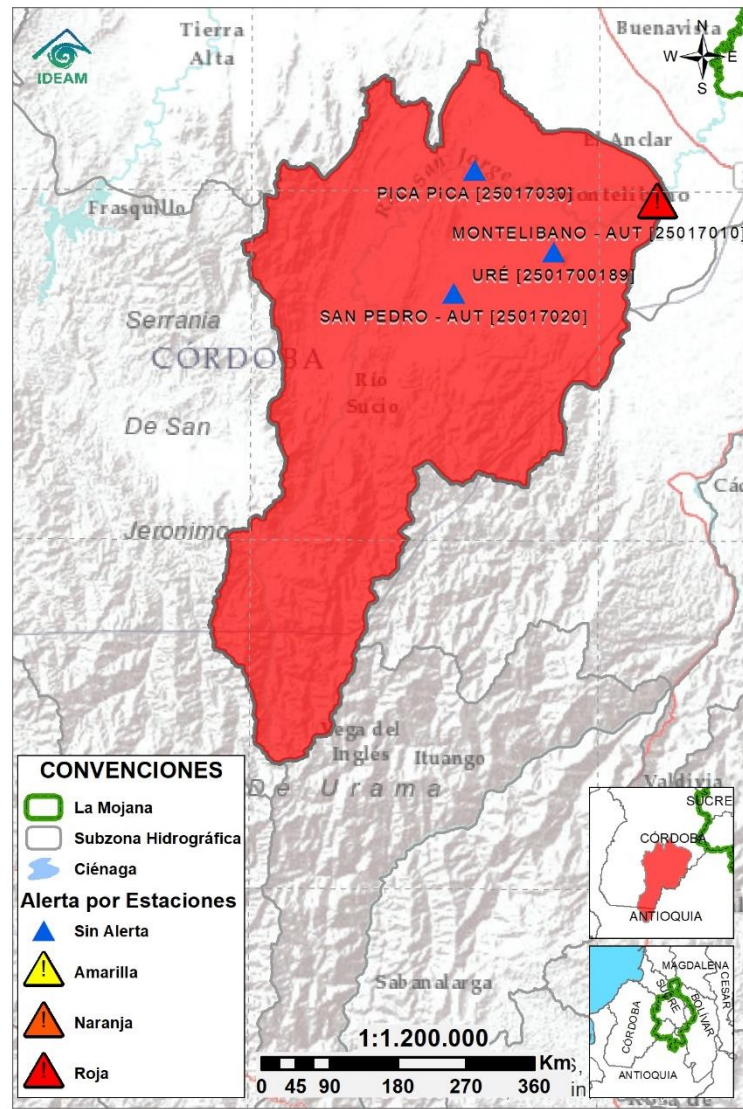 IDEAM
Tierra
Alta
Buenavista
N
W
E
S
El Anclar
San Jorge
PICA PiCA [25017030]
Frasquillo
MONTELIBANO - AUT [25017010]
URÉ [2501700189]
SAN PEDRO - AUT [25017020]
Serrania
CÓRDOBA
Río
Sucio
De San
Jeronimo
Vega del
Ingles
Ituango
De Urama
Valdivia
Sabanalarga
CONVENCIONES
La Mojana
Subzona Hidrográfica
Ciénaga
Alerta por Estaciones
Sin Alerta
Amarilla
Naranja
Roja
1:1.200.000
Km
0 45 90 180 270 360
in
SUCRE
CÓRDOBA
ANTIOQUIA
MAGDALENA
CESAR
SUCRE
BOLÍVAR
CÓRDOBA
ANTIOQUIA